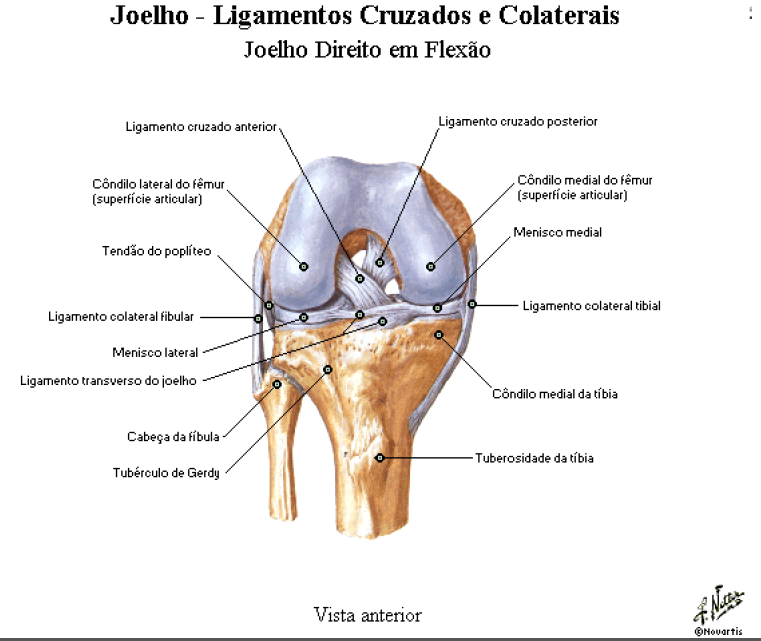 Joelho - Ligamentos Cruzados e Colaterais
Joelho Direito em Flexão
Ligamento cruzado anterior
Ligamento cruzado posterior
Côndilo lateral do fêmur
(superfície articular)
Côndilo medial do fêmur
(superfície articular)
Menisco medial
Tendão do poplíteo
Ligamento colateral fibular
Ligamento colateral tibial
Menisco lateral
Ligamento transverso do joelho
Côndilo medial da tíbia
Cabeça da fíbula
Tubérculo de Gerdy
Tuberosidade da tíbia
Vista anterior
F. Netter
©Novartis